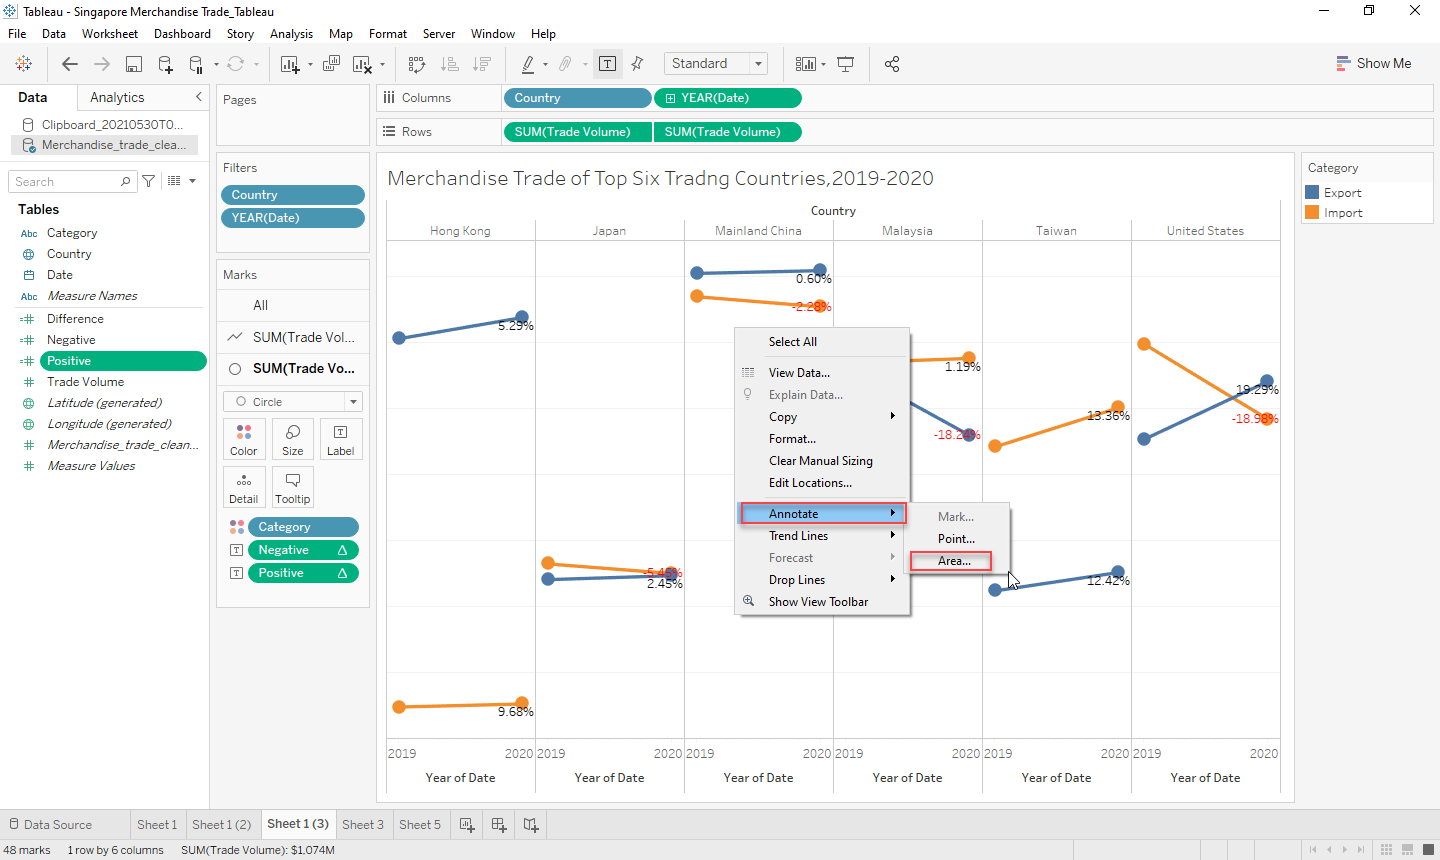 Tableau - Singapore Merchandise Trade_Tableau
File Data Worksheet Dashboard Story Analysis Map Format Server Window Help
Standard
Show Me
Data Analytics
Clipboard_20210530T0...
Merchandise_trade_clea...
Search
Tables
Abc Category
Country
Date
Abc Measure Names
Difference
Negative
Positive
Trade Volume
Latitude (generated)
Longitude (generated)
Merchandise_trade_clean...
Measure Values
Pages
Filters
Country
YEAR(Date)
Marks
All
SUM(Trade Vol...
SUM(Trade Vo...
Circle
Color Size Label
Detail Tooltip
Category
Negative
Positive
Columns Country YEAR(Date)
Rows SUM(Trade Volume) SUM(Trade Volume)
Merchandise Trade of Top Six Tradng Countries,2019-2020
Country
Hong Kong Japan Mainland China Malaysia Taiwan United States
0.60%
-2.28%
5.29%
1.19%
19.29%
13.36%
-18.98%
-18.24%
-5.46%
2.45%
12.42%
9.68%
Select All
View Data...
Explain Data...
Copy
Format...
Clear Manual Sizing
Edit Locations...
Annotate
Trend Lines
Forecast
Drop Lines
Show View Toolbar
Mark...
Point...
Area...
2019 2020 2019 2020 2019 2020 2019 2020 2019 2020 2019 2020
Year of Date Year of Date Year of Date Year of Date Year of Date Year of Date
Category
Export
Import
Data Source Sheet 1 Sheet 1 (2) Sheet 1 (3) Sheet 3 Sheet 5
48 marks 1 row by 6 columns SUM(Trade Volume): $1,074M